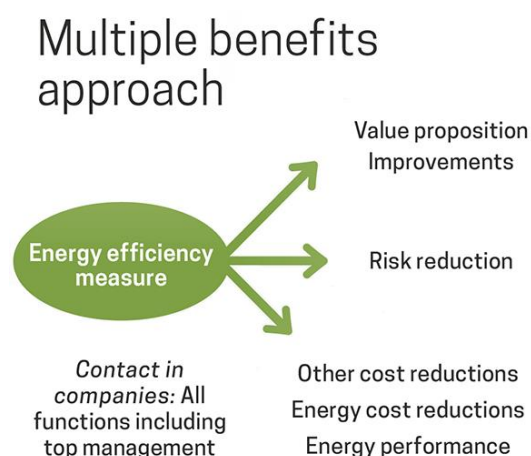 Multiple benefits
approach
Value proposition
Improvements
Energy efficiency
measure
Risk reduction
Contact in
companies: All
functions including
top management
Other cost reductions
Energy cost reductions
Energy performance